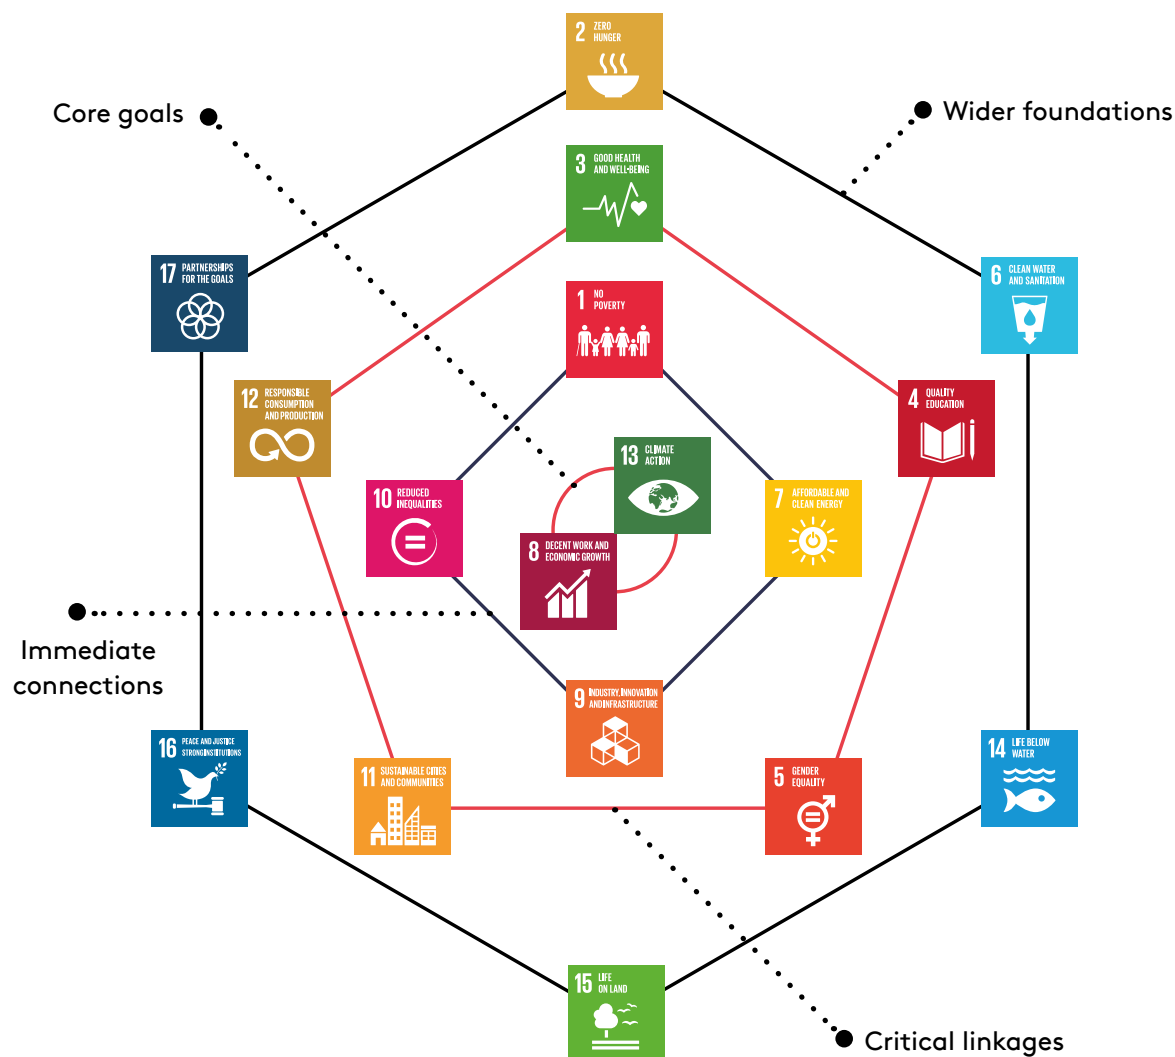 2 ZERO
HUNGER
Core goals
Wider foundations
3 GOOD HEALTH
AND WELL-BEING
17 PARTNERSHIPS
FOR THE GOALS
6 CLEAN WATER
AND SANITATION
1 NO
POVERTY
12 RESPONSIBLE
CONSUMPTION
AND PRODUCTION
4 QUALITY
EDUCATION
13 CLIMATE
ACTION
10 REDUCED
INEQUALITIES
7 AFFORDABLE AND
CLEAN ENERGY
8 DECENT WORK AND
ECONOMIC GROWTH
Immediate
connections
9 INDUSTRY, INNOVATION
AND INFRASTRUCTURE
16 PEACE AND JUSTICE
STRONG INSTITUTIONS
14 LIFE BELOW
WATER
11 SUSTAINABLE CITIES
AND COMMUNITIES
5 GENDER
EQUALITY
15 LIFE
ON LAND
Critical linkages